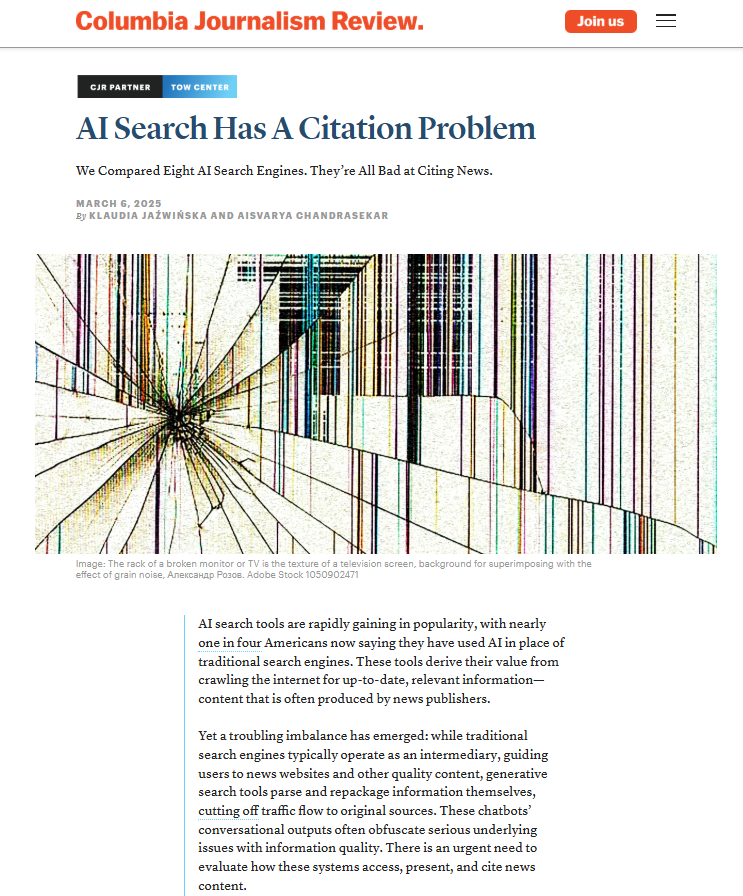 Columbia Journalism Review.
Join us
CJR PARTNER TOW CENTER
AI Search Has A Citation Problem
We Compared Eight AI Search Engines. They’re All Bad at Citing News.
MARCH 6, 2025
By KLAUDIA JAŹWIŃSKA AND AISVARYA CHANDRASEKAR
Image: The rack of a broken monitor or TV is the texture of a television screen, background for superimposing with the
effect of grain noise, Александр Розов. Adobe Stock 1050902471
AI search tools are rapidly gaining in popularity, with nearly
one in four Americans now saying they have used AI in place of
traditional search engines. These tools derive their value from
crawling the internet for up-to-date, relevant information—
content that is often produced by news publishers.
Yet a troubling imbalance has emerged: while traditional
search engines typically operate as an intermediary, guiding
users to news websites and other quality content, generative
search tools parse and repackage information themselves,
cutting off traffic flow to original sources. These chatbots’
conversational outputs often obfuscate serious underlying
issues with information quality. There is an urgent need to
evaluate how these systems access, present, and cite news
content.